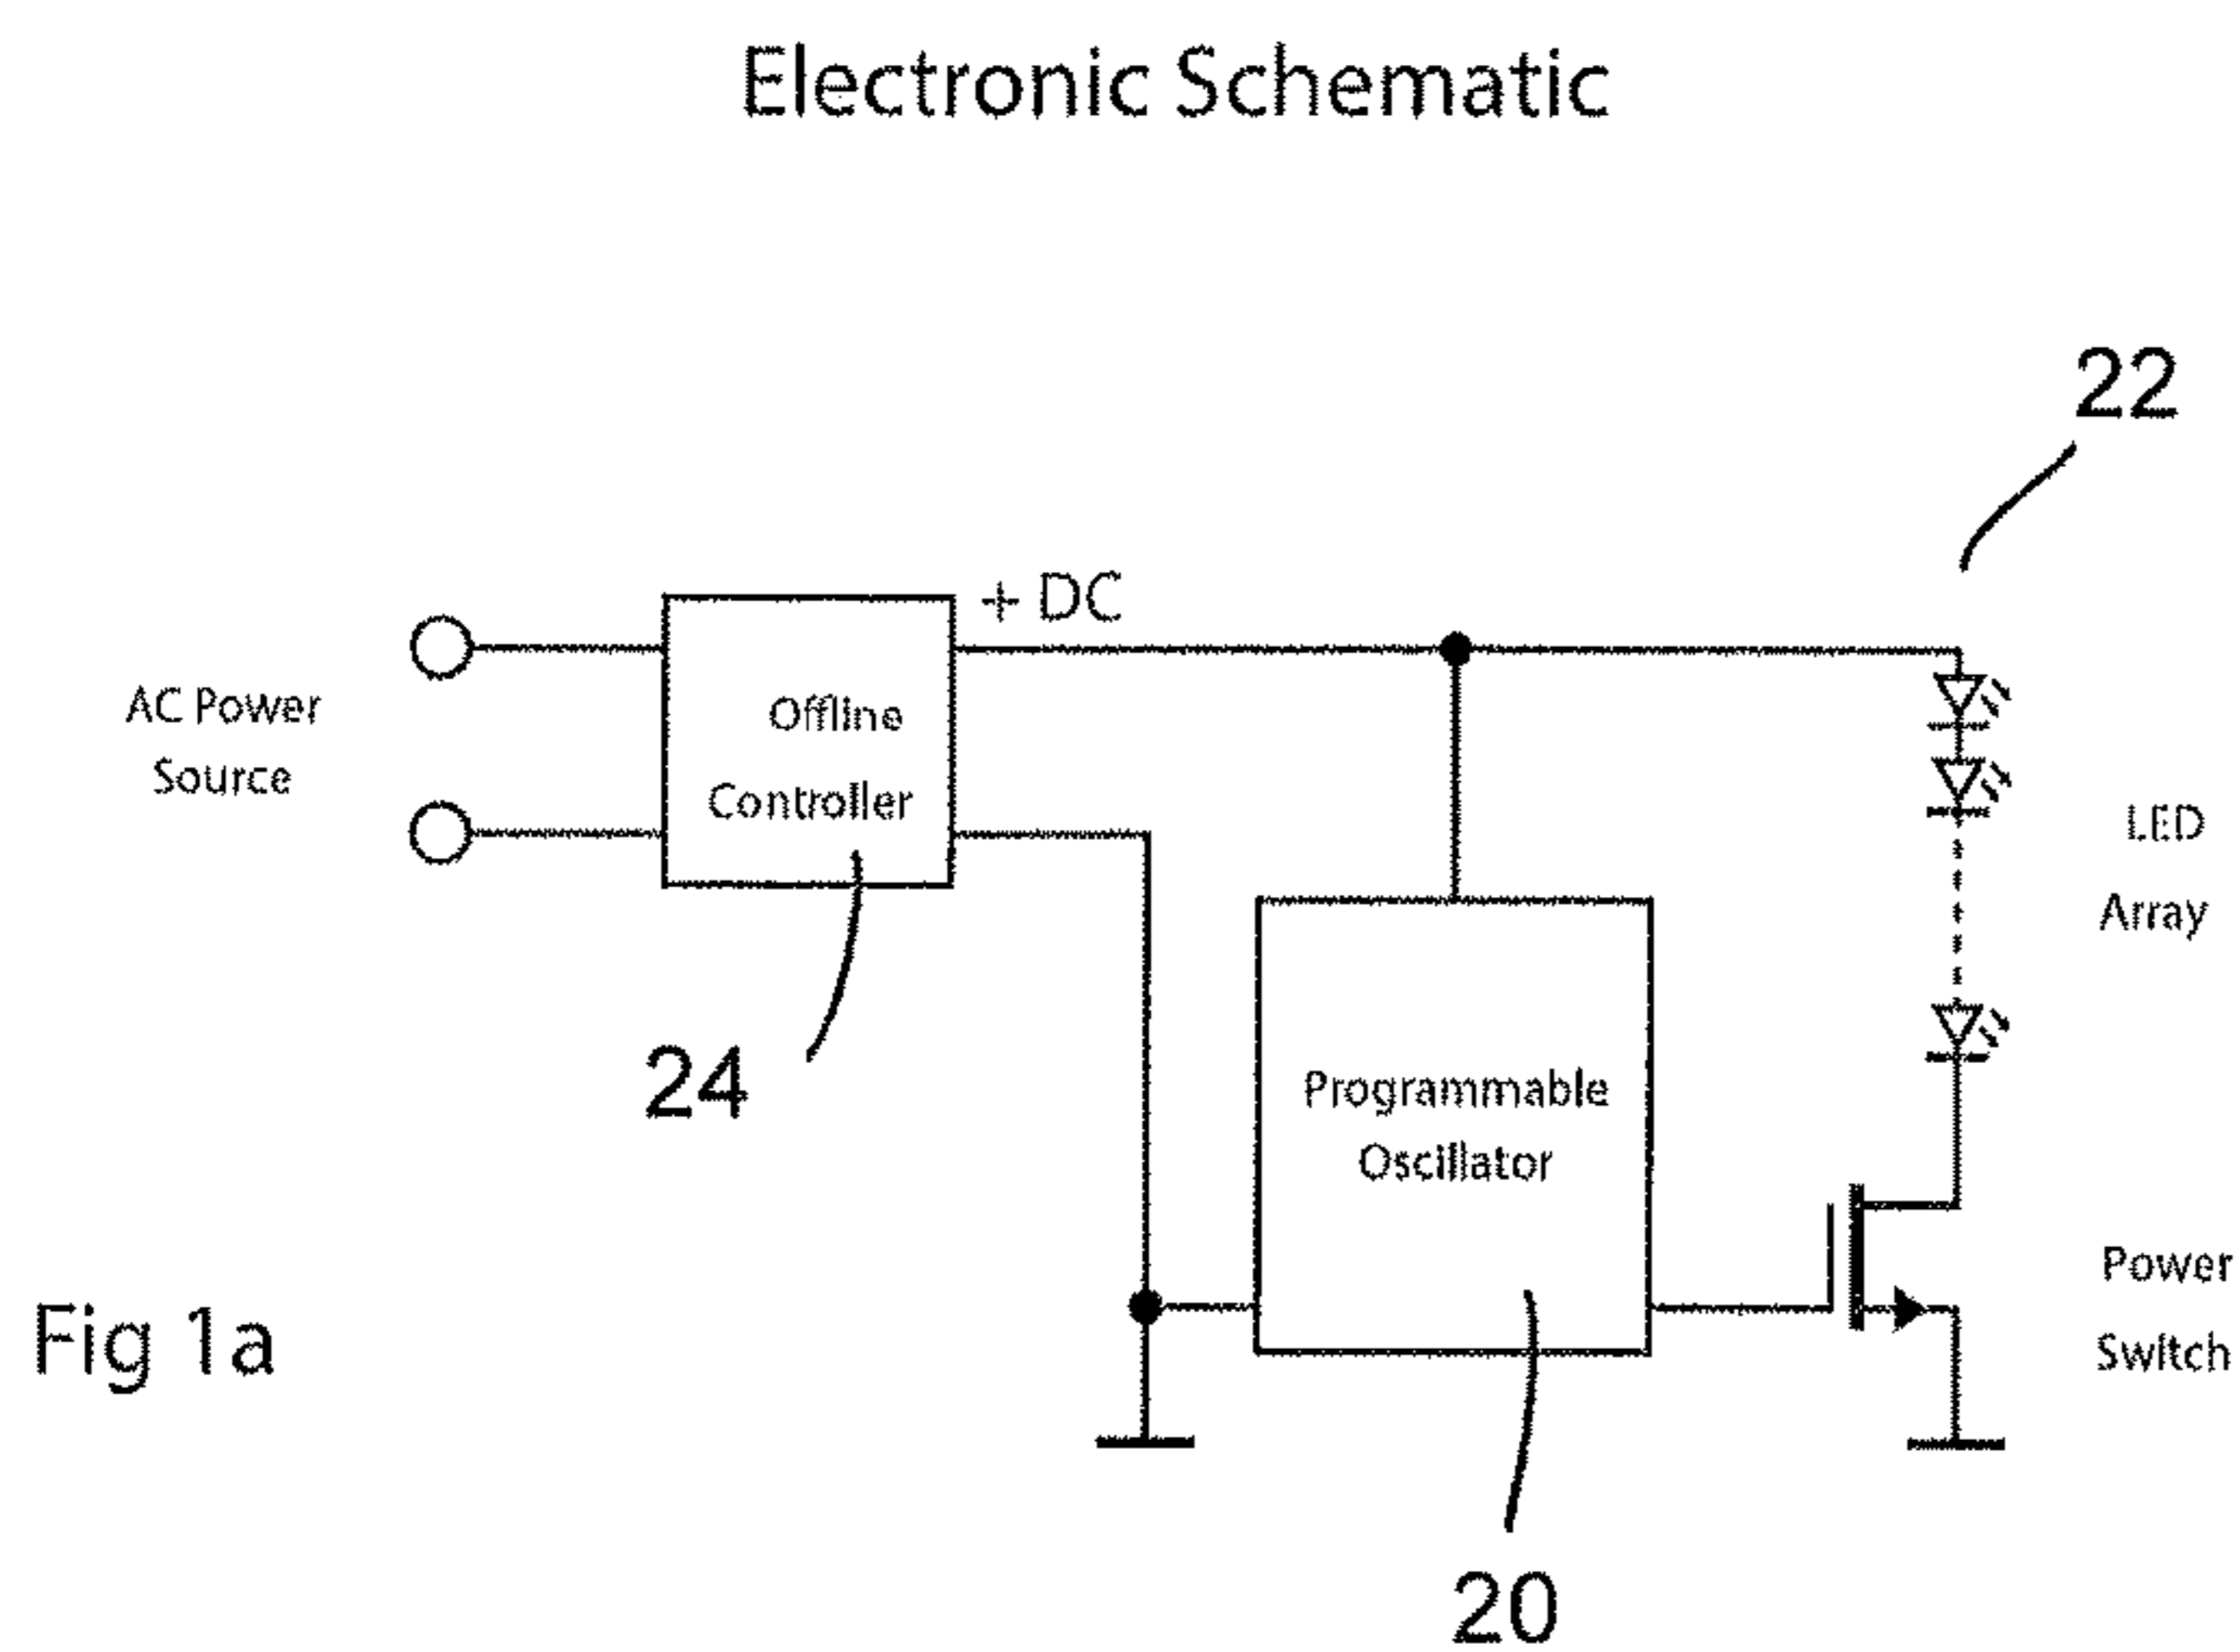 Electronic Schematic
22
+ DC
AC Power
Source
Offline
Controller
LED
Array
24
Programmable
Oscillator
Power
Switch
Fig 1a
20